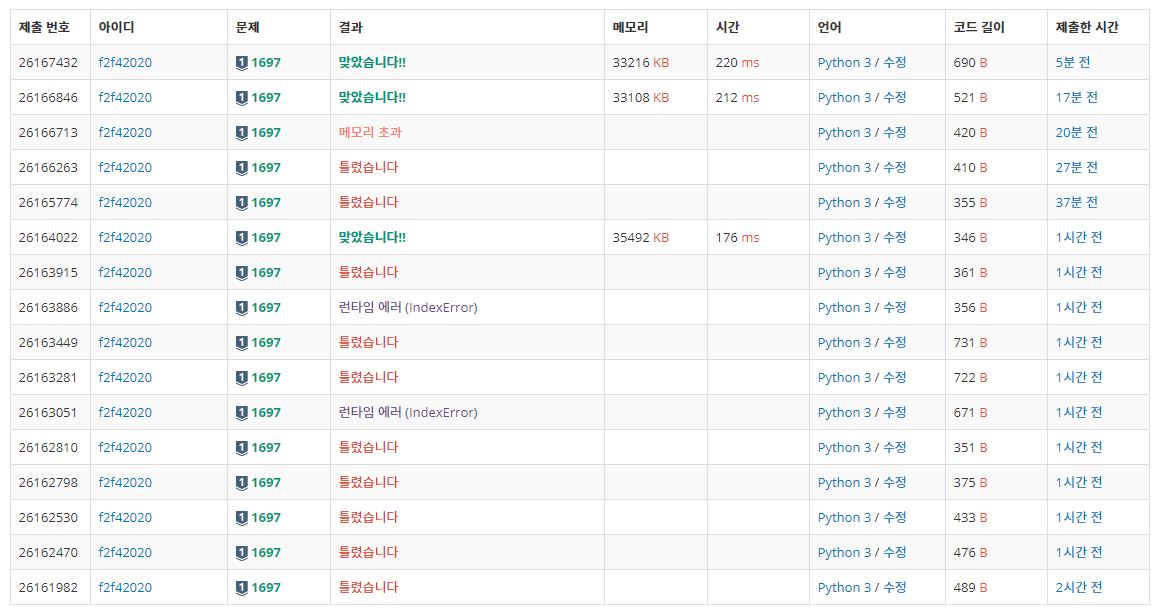 제출 번호 아이디 문제 결과 메모리 시간 언어 코드 길이 제출한 시간
26167432 f2f42020 1 1697 맞았습니다!! 33216 KB 220 ms Python 3 / 수정 690 B 5분 전
26166846 f2f42020 1 1697 맞았습니다!! 33108 KB 212 ms Python 3 / 수정 521 B 17분 전
26166713 f2f42020 1 1697 메모리 초과 Python 3 / 수정 420 B 20분 전
26166263 f2f42020 1 1697 틀렸습니다 Python 3 / 수정 410 B 27분 전
26165774 f2f42020 1 1697 틀렸습니다 Python 3 / 수정 355 B 37분 전
26164022 f2f42020 1 1697 맞았습니다!! 35492 KB 176 ms Python 3 / 수정 346 B 1시간 전
26163915 f2f42020 1 1697 틀렸습니다 Python 3 / 수정 361 B 1시간 전
26163886 f2f42020 1 1697 런타임 에러 (IndexError) Python 3 / 수정 356 B 1시간 전
26163449 f2f42020 1 1697 틀렸습니다 Python 3 / 수정 731 B 1시간 전
26163281 f2f42020 1 1697 틀렸습니다 Python 3 / 수정 722 B 1시간 전
26163051 f2f42020 1 1697 런타임 에러 (IndexError) Python 3 / 수정 671 B 1시간 전
26162810 f2f42020 1 1697 틀렸습니다 Python 3 / 수정 351 B 1시간 전
26162798 f2f42020 1 1697 틀렸습니다 Python 3 / 수정 375 B 1시간 전
26162530 f2f42020 1 1697 틀렸습니다 Python 3 / 수정 433 B 1시간 전
26162470 f2f42020 1 1697 틀렸습니다 Python 3 / 수정 476 B 1시간 전
26161982 f2f42020 1 1697 틀렸습니다 Python 3 / 수정 489 B 2시간 전